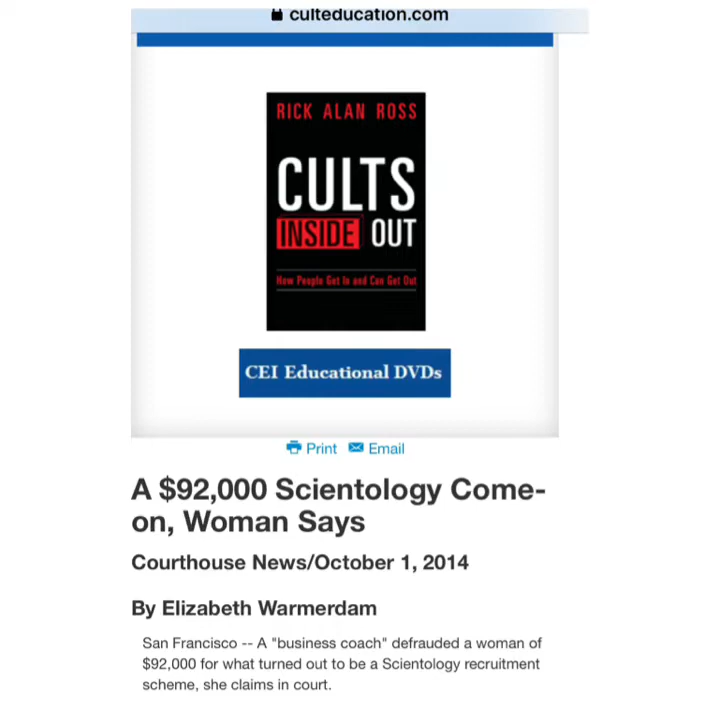 culteducation.com
RICK ALAN ROSS
CULTS
INSIDE OUT
How People Get In and Can Get Out
CEI Educational DVDs
Print Email
A $92,000 Scientology Come-
on, Woman Says
Courthouse News/October 1, 2014
By Elizabeth Warmerdam
San Francisco -- A "business coach" defrauded a woman of
$92,000 for what turned out to be a Scientology recruitment
scheme, she claims in court.